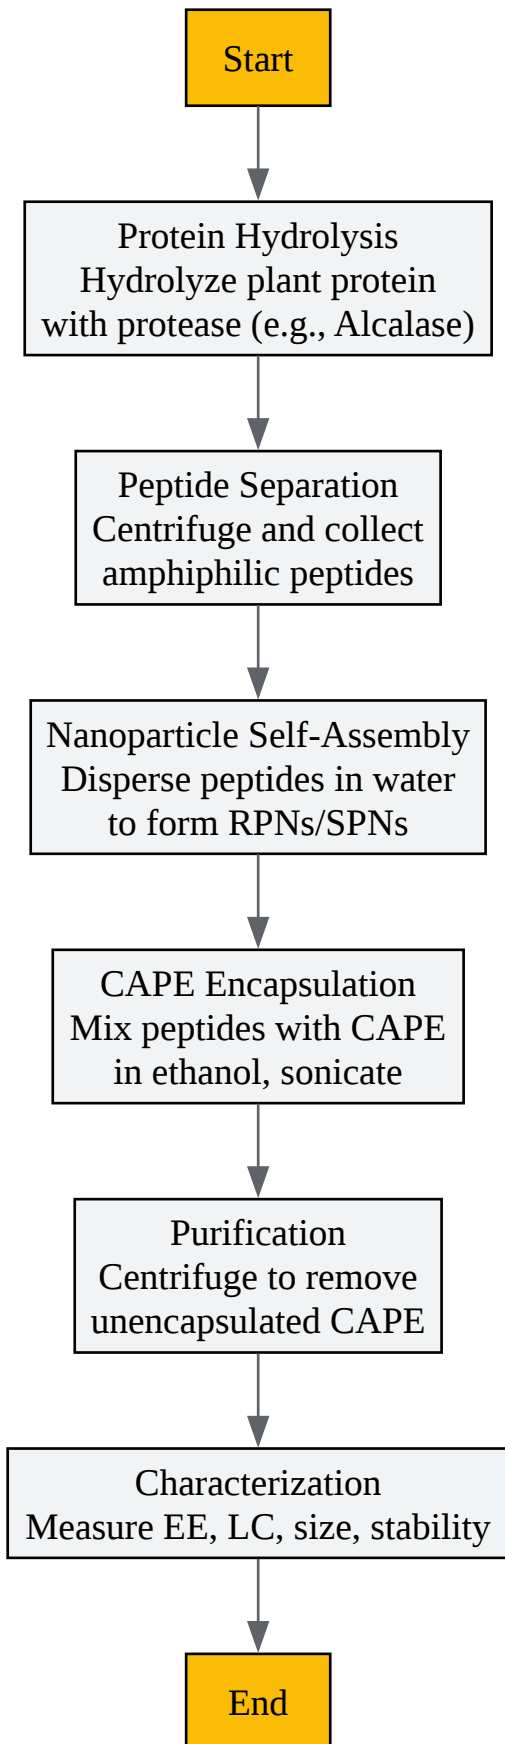 Start
Protein Hydrolysis
Hydrolyze plant protein
with protease (e.g., Alcalase)
Peptide Separation
Centrifuge and collect
amphiphilic peptides
Nanoparticle Self-Assembly
Disperse peptides in water
to form RPNs/SPNs
CAPE Encapsulation
Mix peptides with CAPE
in ethanol, sonicate
Purification
Centrifuge to remove
unencapsulated CAPE
Characterization
Measure EE, LC, size, stability
End